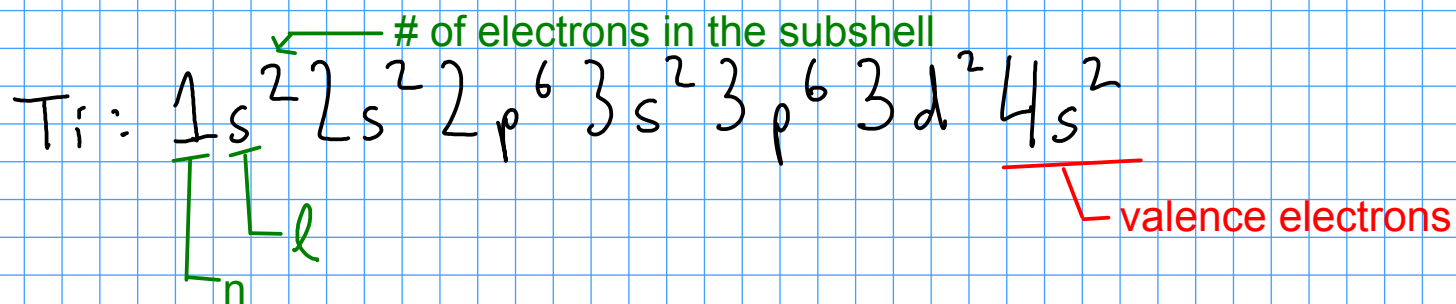 # of electrons in the subshell
Ti: 1s²2s²2p⁶3s²3p⁶3d²4s²
valence electrons
l
n